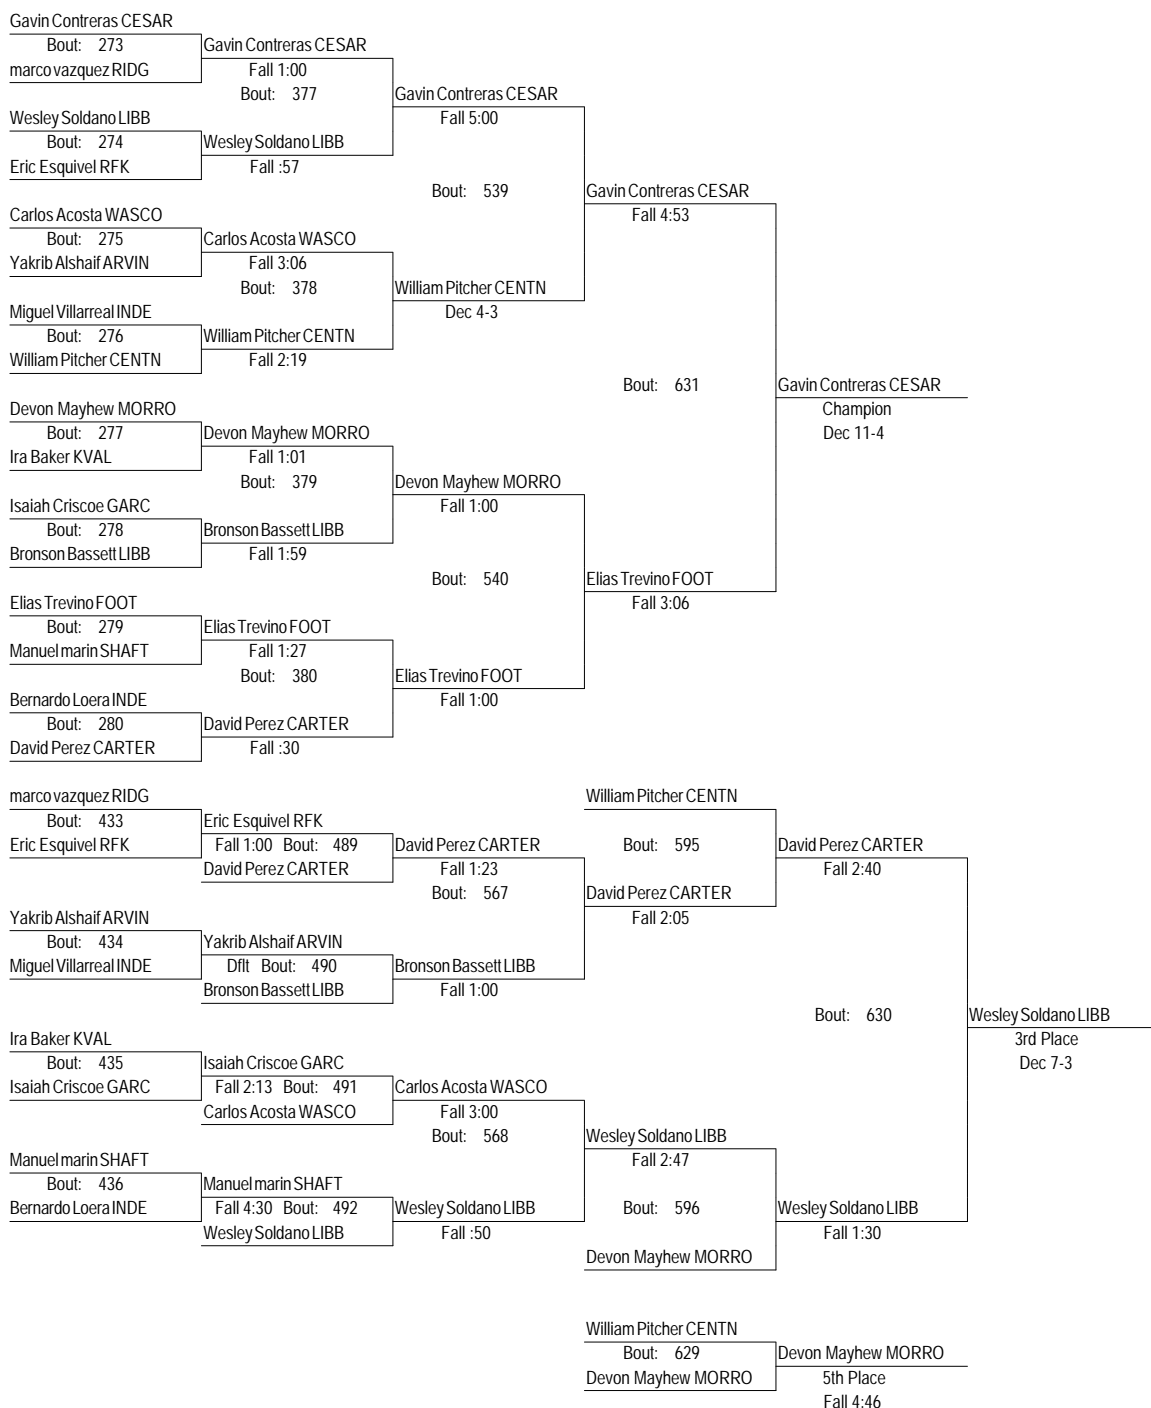 Gavin Contreras CESAR
Bout: 273 Gavin Contreras CESAR
marco vazquez RIDG Fall 1:00
Bout: 377 Gavin Contreras CESAR
Wesley Soldano LIBB Fall 5:00
Bout: 274 Wesley Soldano LIBB
Eric Esquivel RFK Fall :57
Bout: 539 Gavin Contreras CESAR
Carlos Acosta WASCO Fall 4:53
Bout: 275 Carlos Acosta WASCO
Yakrib Alshaif ARVIN Fall 3:06
Bout: 378 William Pitcher CENTN
Miguel Villarreal INDE Dec 4-3
Bout: 276 William Pitcher CENTN
William Pitcher CENTN Fall 2:19
Bout: 631 Gavin Contreras CESAR
Devon Mayhew MORRO Champion
Bout: 277 Devon Mayhew MORRO Dec 11-4
Ira Baker KVAL Fall 1:01
Bout: 379 Devon Mayhew MORRO
Isaiah Criscoe GARC Fall 1:00
Bout: 278 Bronson Bassett LIBB
Bronson Bassett LIBB Fall 1:59
Bout: 540 Elias Trevino FOOT
Elias Trevino FOOT Fall 3:06
Bout: 279 Elias Trevino FOOT
Manuel marin SHAFT Fall 1:27
Bout: 380 Elias Trevino FOOT
Bernardo Loera INDE Fall 1:00
Bout: 280 David Perez CARTER
David Perez CARTER Fall :30
marco vazquez RIDG William Pitcher CENTN
Bout: 433 Eric Esquivel RFK
Eric Esquivel RFK Fall 1:00 Bout: 489 David Perez CARTER Bout: 595 David Perez CARTER
David Perez CARTER Fall 1:23 Fall 2:40
Bout: 567 David Perez CARTER
Yakrib Alshaif ARVIN Fall 2:05
Bout: 434 Yakrib Alshaif ARVIN
Miguel Villarreal INDE Dflt Bout: 490 Bronson Bassett LIBB
Bronson Bassett LIBB Fall 1:00
Bout: 630 Wesley Soldano LIBB
Ira Baker KVAL 3rd Place
Bout: 435 Isaiah Criscoe GARC Dec 7-3
Isaiah Criscoe GARC Fall 2:13 Bout: 491 Carlos Acosta WASCO
Carlos Acosta WASCO Fall 3:00
Bout: 568 Wesley Soldano LIBB
Manuel marin SHAFT Fall 2:47
Bout: 436 Manuel marin SHAFT
Bernardo Loera INDE Fall 4:30 Bout: 492 Wesley Soldano LIBB Bout: 596 Wesley Soldano LIBB
Wesley Soldano LIBB Fall :50 Fall 1:30
Devon Mayhew MORRO
William Pitcher CENTN
Bout: 629 Devon Mayhew MORRO
Devon Mayhew MORRO 5th Place
Fall 4:46